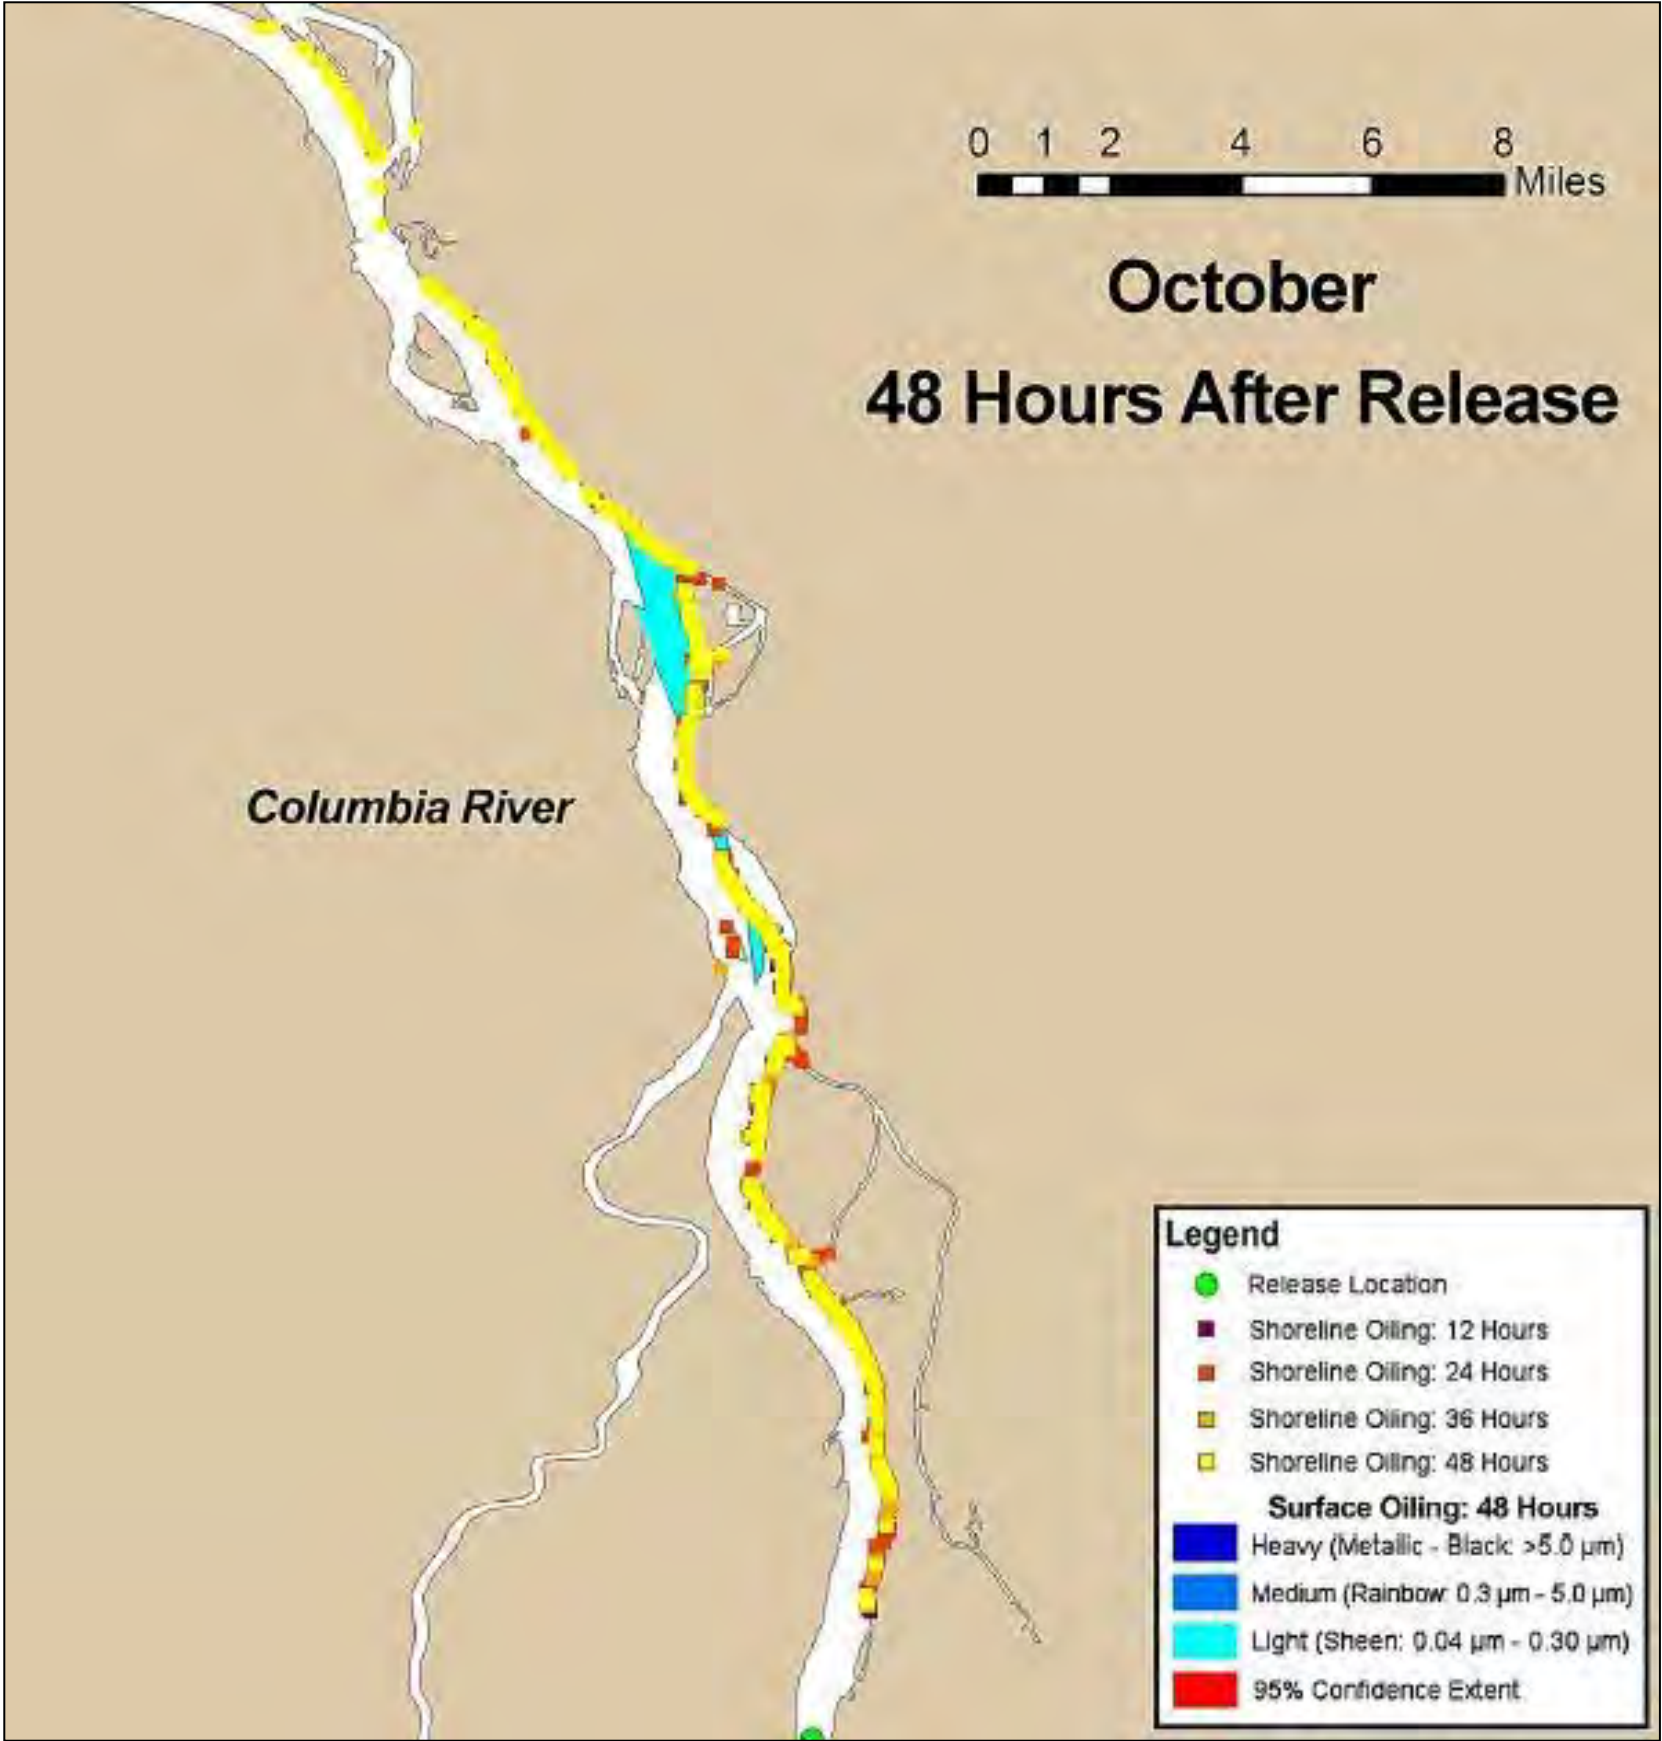 0 1 2 4 6 8
Miles
October
48 Hours After Release
Columbia River
Legend
Release Location
Shoreline Oiling: 12 Hours
Shoreline Oiling: 24 Hours
Shoreline Oiling: 36 Hours
Shoreline Oiling: 48 Hours
Surface Oiling: 48 Hours
Heavy (Metallic - Black: >5.0 µm)
Medium (Rainbow: 0.3 µm - 5.0 µm)
Light (Sheen: 0.04 µm - 0.30 µm)
95% Confidence Extent